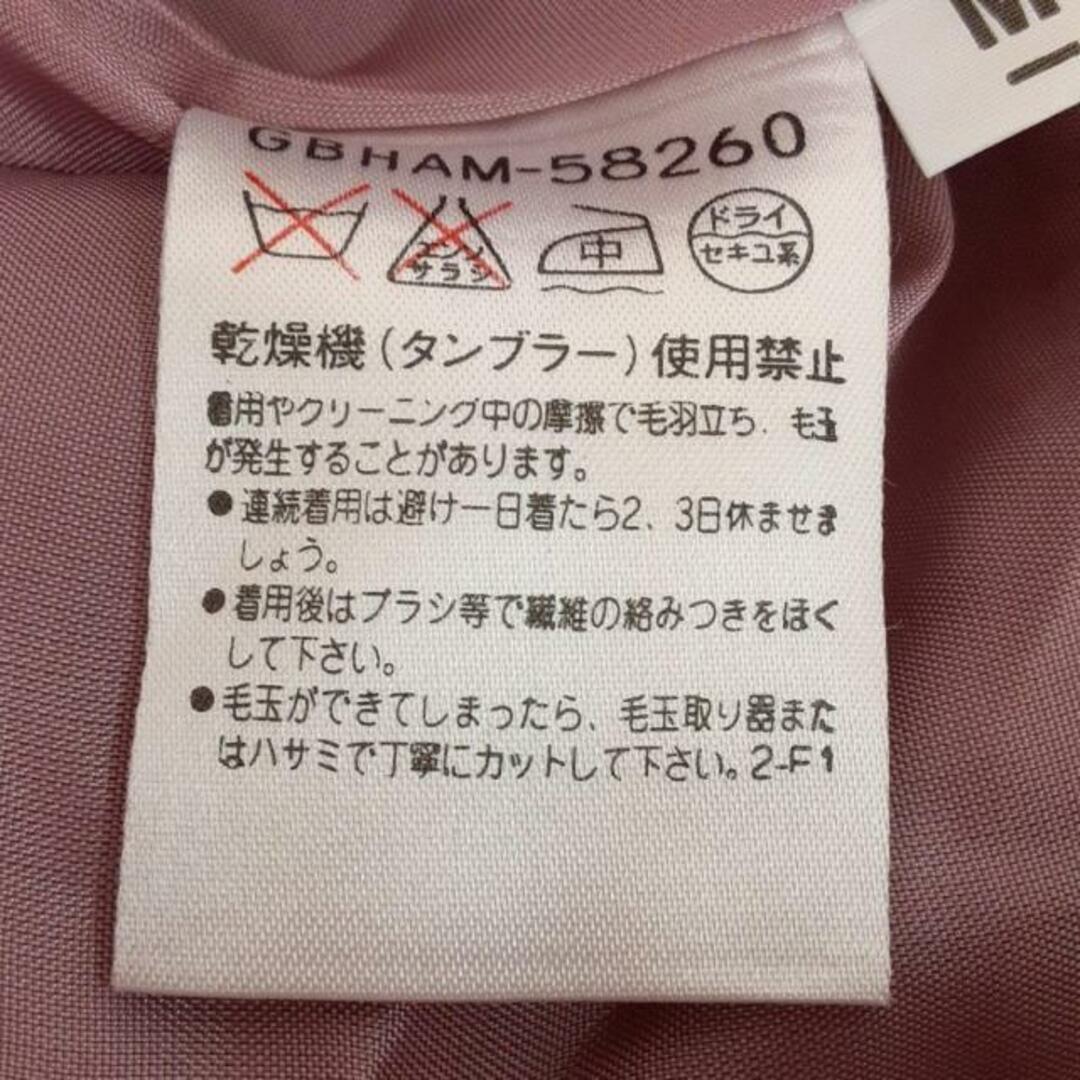 M
GBHAM-58260
エンソ サラシ
中
ドライ
セキユ系
乾燥機(タンブラー)使用禁止
着用やクリーニング中の摩擦で毛羽立ち、毛玉
が発生することがあります。
●連続着用は避け一日着たら2、3日休ませま
しょう。
●着用後はブラシ等で繊維の絡みつきをほぐ
して下さい。
●毛玉ができてしまったら、毛玉取り器また
はハサミで丁寧にカットして下さい。2-F1